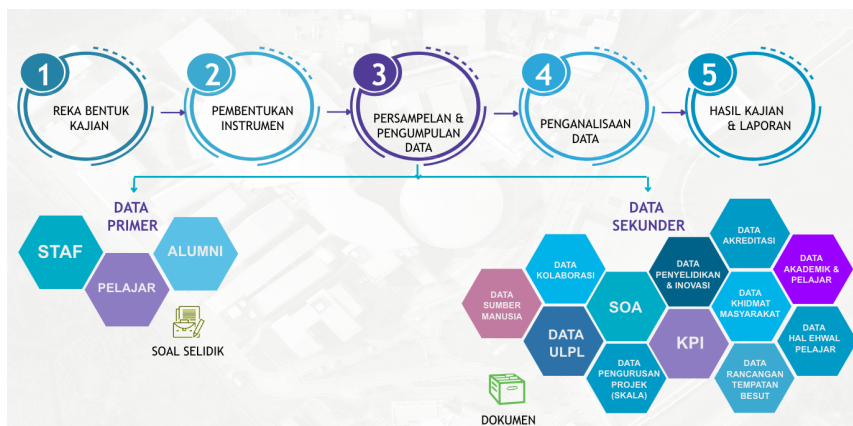 1
REKA BENTUK
KAJIAN
2
PEMBENTUKAN
INSTRUMEN
3
PERSAMPELAN &
PENGUMPULAN
DATA
4
PENGANALISAAN
DATA
5
HASIL KAJIAN
& LAPORAN
DATA
PRIMER
STAF
PELAJAR
ALUMNI
SOAL SELIDIK
DATA
SEKUNDER
DATA
SUMBER
MANUSIA
DATA
KOLABORASI
DATA
ULPL
SOA
DATA
PENGURUSAN
PROJEK
(SKALA)
DATA
PENYELIDIKAN
& INOVASI
KPI
DATA
AKREDITASI
DATA
KHIDMAT
MASYARAKAT
DATA
RANCANGAN
TEMPATAN
BESUT
DATA
AKADEMIK &
PELAJAR
DATA
HAL EHWAL
PELAJAR
DOKUMEN